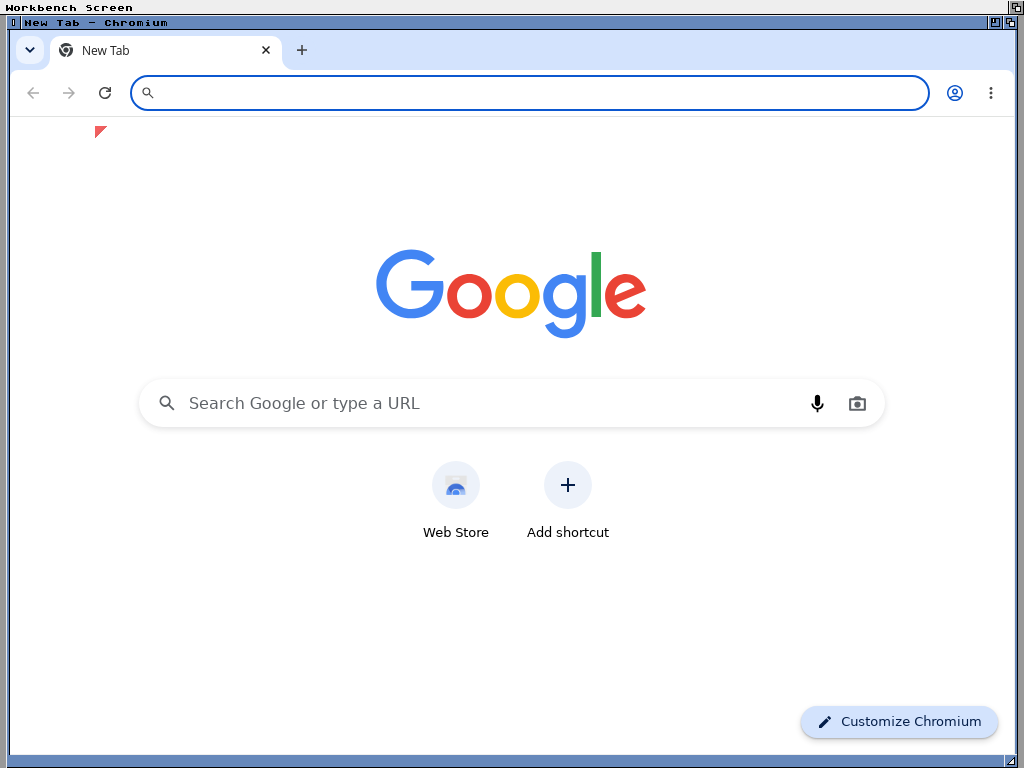 Workbench Screen
New Tab - Chromium
New Tab
Google
Search Google or type a URL
Web Store
Add shortcut
Customize Chromium